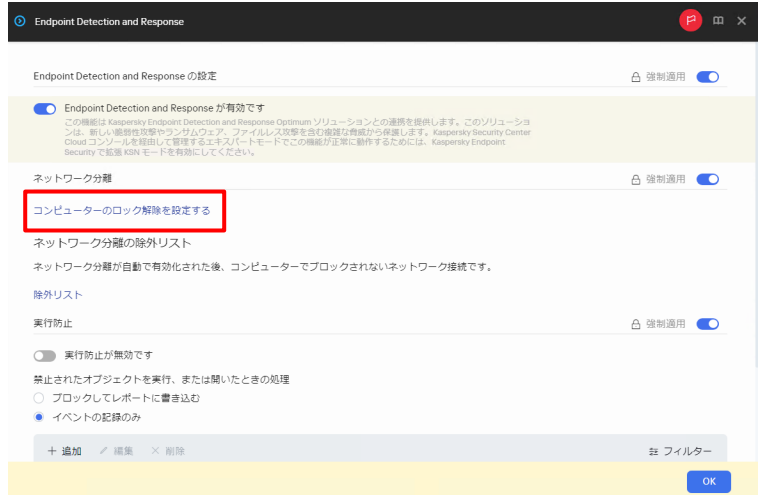 Endpoint Detection and Response
Endpoint Detection and Response の設定
強制適用
Endpoint Detection and Response が有効です
この機能は Kaspersky Endpoint Detection and Response Optimum ソリューションとの連携を提供します。このソリューショ
ンは、新しい脆弱性攻撃やランサムウェア、ファイルレス攻撃を含む複雑な脅威から保護します。Kaspersky Security Center
Cloud コンソールを経由して管理するエキスパートモードでこの機能が正常に動作するためには、Kaspersky Endpoint
Security で拡張 KSN モードを有効にしてください。
ネットワーク分離
強制適用
コンピューターのロック解除を設定する
ネットワーク分離の除外リスト
ネットワーク分離が自動で有効化された後、コンピューターでブロックされないネットワーク接続です。
除外リスト
実行防止
強制適用
実行防止が無効です
禁止されたオブジェクトを実行、または開いたときの処理
ブロックしてレポートに書き込む
イベントの記録のみ
追加 編集 削除 フィルター
OK